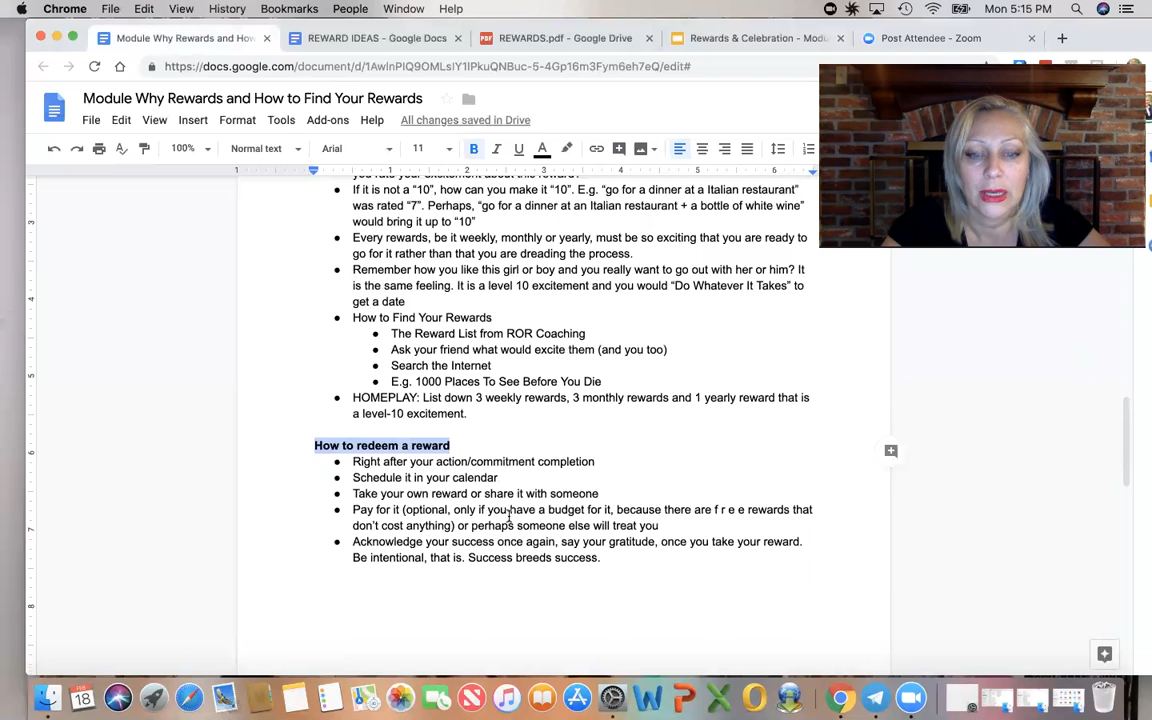 Chrome File Edit View History Bookmarks People Window Help Mon 5:15 PM
Module Why Rewards and How REWARD IDEAS - Google Docs REWARDS.pdf - Google Drive Rewards & Celebration - Modu Post Attendee - Zoom
https://docs.google.com/document/d/
Module Why Rewards and How to Find Your Rewards
File Edit View Insert Format Tools Add-ons Help All changes saved in Drive
100% Normal text Arial 11
1 1 2 3 4 5 6
If it is not a “10”, how can you make it “10”. E.g. “go for a dinner at a Italian restaurant”
was rated “7”. Perhaps, “go for a dinner at an Italian restaurant + a bottle of white wine”
would bring it up to “10”
Every rewards, be it weekly, monthly or yearly, must be so exciting that you are ready to
go for it rather than that you are dreading the process.
Remember how you like this girl or boy and you really want to go out with her or him? It
is the same feeling. It is a level 10 excitement and you would “Do Whatever It Takes” to
get a date
How to Find Your Rewards
The Reward List from ROR Coaching
Ask your friend what would excite them (and you too)
Search the Internet
E.g. 1000 Places To See Before You Die
HOMEPLAY: List down 3 weekly rewards, 3 monthly rewards and 1 yearly reward that is
a level-10 excitement.
How to redeem a reward
Right after your action/commitment completion
Schedule it in your calendar
Take your own reward or share it with someone
Pay for it (optional, only if you have a budget for it, because there are f r e e rewards that
don’t cost anything) or perhaps someone else will treat you
Acknowledge your success once again, say your gratitude, once you take your reward.
Be intentional, that is. Success breeds success.
3
4
5
6
7
8
18